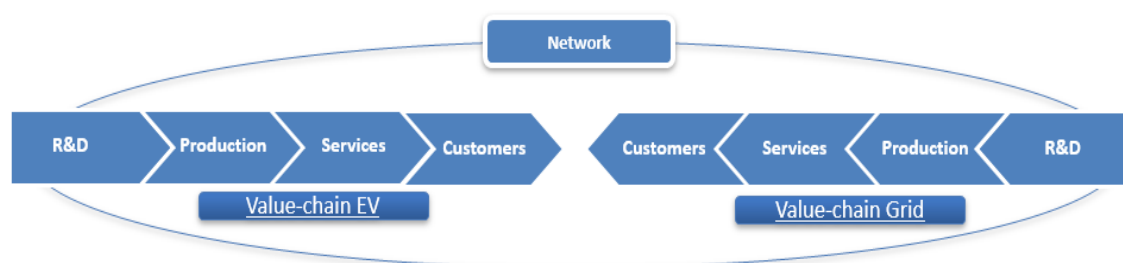 Network
R&D Production Services Customers Customers Services Production R&D
Value-chain EV Value-chain Grid